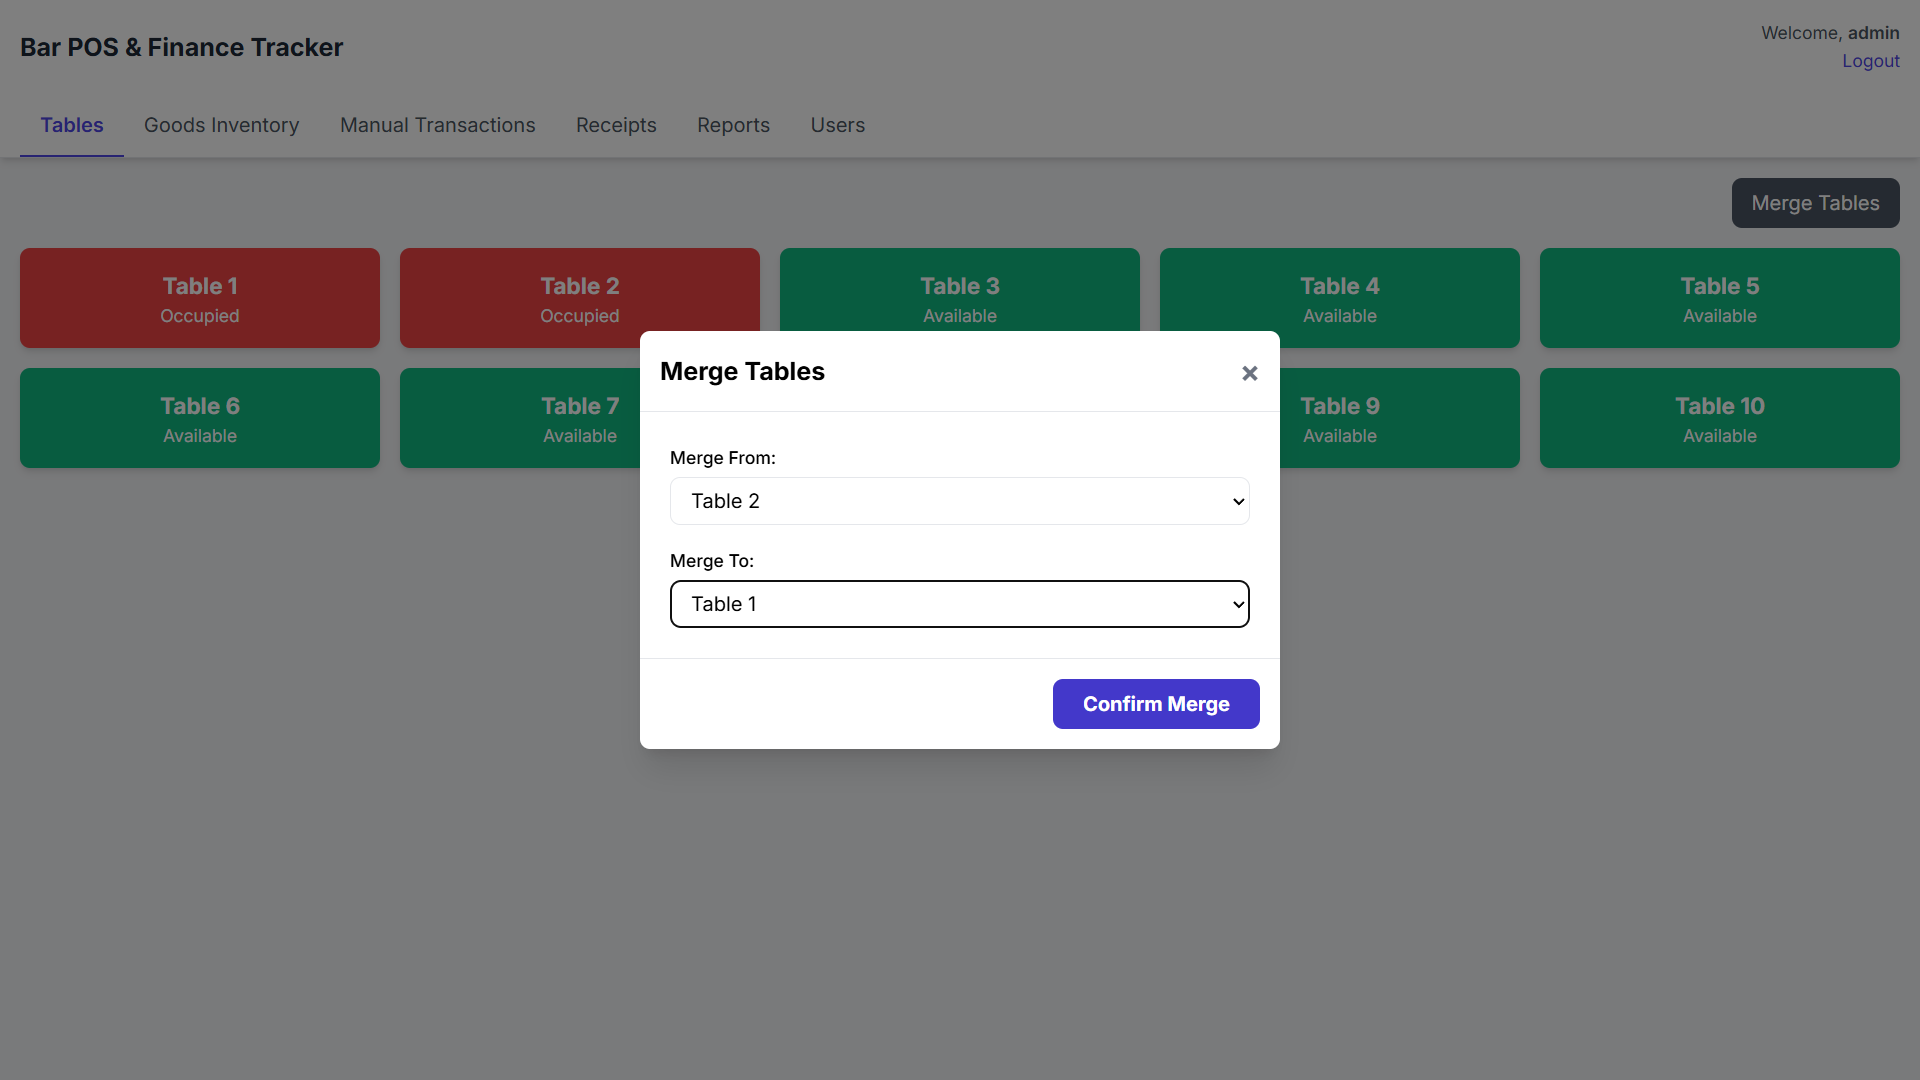 Bar POS & Finance Tracker
Welcome, admin
Logout
Tables
Goods Inventory
Manual Transactions
Receipts
Reports
Users
Merge Tables
Table 1
Occupied
Table 2
Occupied
Table 3
Available
Table 4
Available
Table 5
Available
Table 6
Available
Table 7
Available
Table 9
Available
Table 10
Available
Merge Tables
×
Merge From:
Table 2
Merge To:
Table 1
Confirm Merge